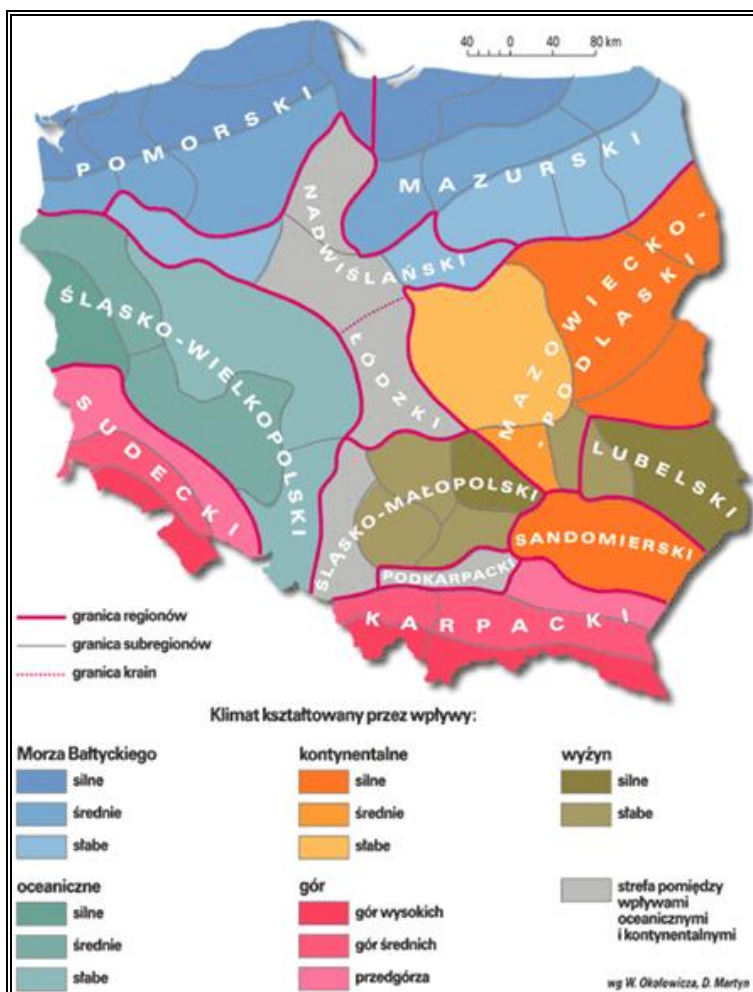 40 0 40 80 km
POMORSKI
MAZURSKI
NADWIŚLAŃSKI
MAZOWIECKO-
-PODLASKI
ŁÓDZKI
ŚLĄSKO-WIELKOPOLSKI
SUDECKI
LUBELSKI
ŚLĄSKO-MAŁOPOLSKI
SANDOMIERSKI
PODKARPACKI
KARPACKI
granica regionów
granica subregionów
granica krain
Klimat kształtowany przez wpływy:
Morza Bałtyckiego
silne
średnie
słabe
kontynentalne
silne
średnie
słabe
wyżyn
silne
słabe
oceaniczne
silne
średnie
słabe
gór
gór wysokich
gór średnich
przedgórza
strefa pomiędzy
wpływami
oceanicznymi
i kontynentalnymi
wg W. Okołowicza, D. Martyn